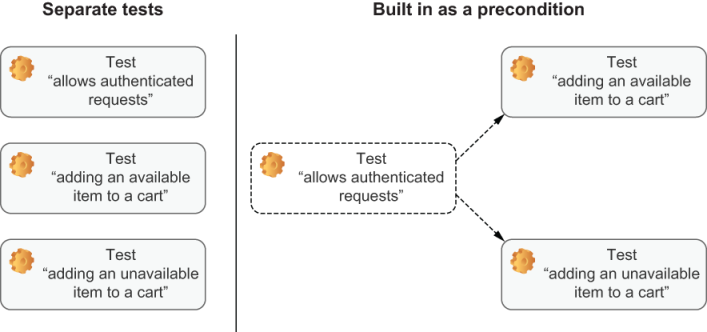 Separate tests
Test
“allows authenticated
requests”
Test
“adding an available
item to a cart”
Test
“adding an unavailable
item to a cart”
Built in as a precondition
Test
“allows authenticated
requests”
Test
“adding an available
item to a cart”
Test
“adding an unavailable
item to a cart”